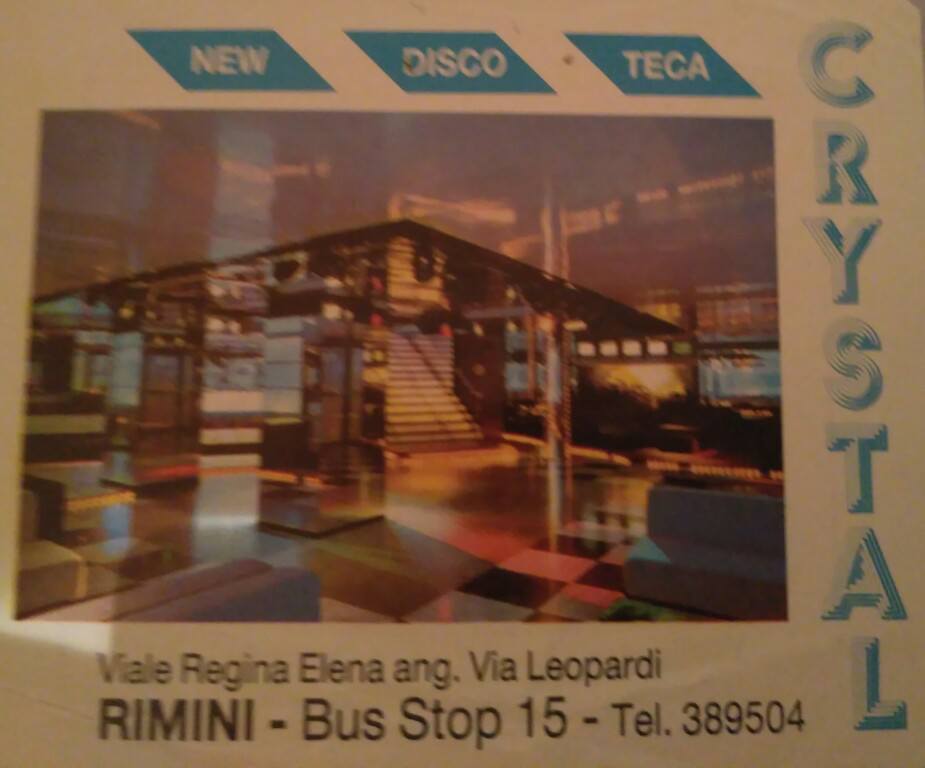 NEW DISCO TECA
CRYSTAL
Viale Regina Elena ang. Via Leopardi
RIMINI - Bus Stop 15 - Tel. 389504